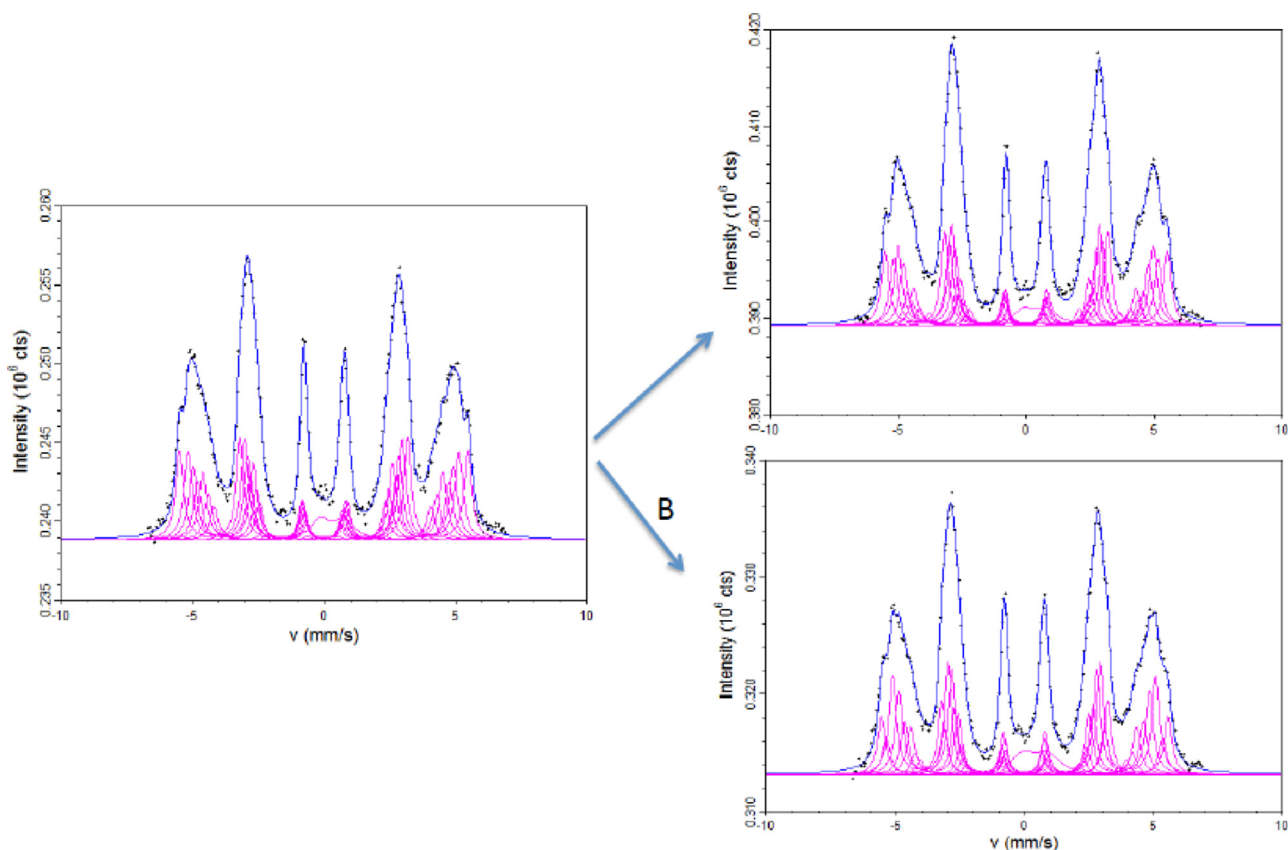 0.420
0.410
0.400
0.390
0.380
Intensity (10⁶ cts)
-10 -5 0 5 10
v (mm/s)
0.260
0.255
0.250
0.245
0.240
0.235
Intensity (10⁶ cts)
-10 -5 0 5 10
v (mm/s)
B
0.340
0.330
0.320
0.310
Intensity (10⁶ cts)
-10 -5 0 5 10
v (mm/s)